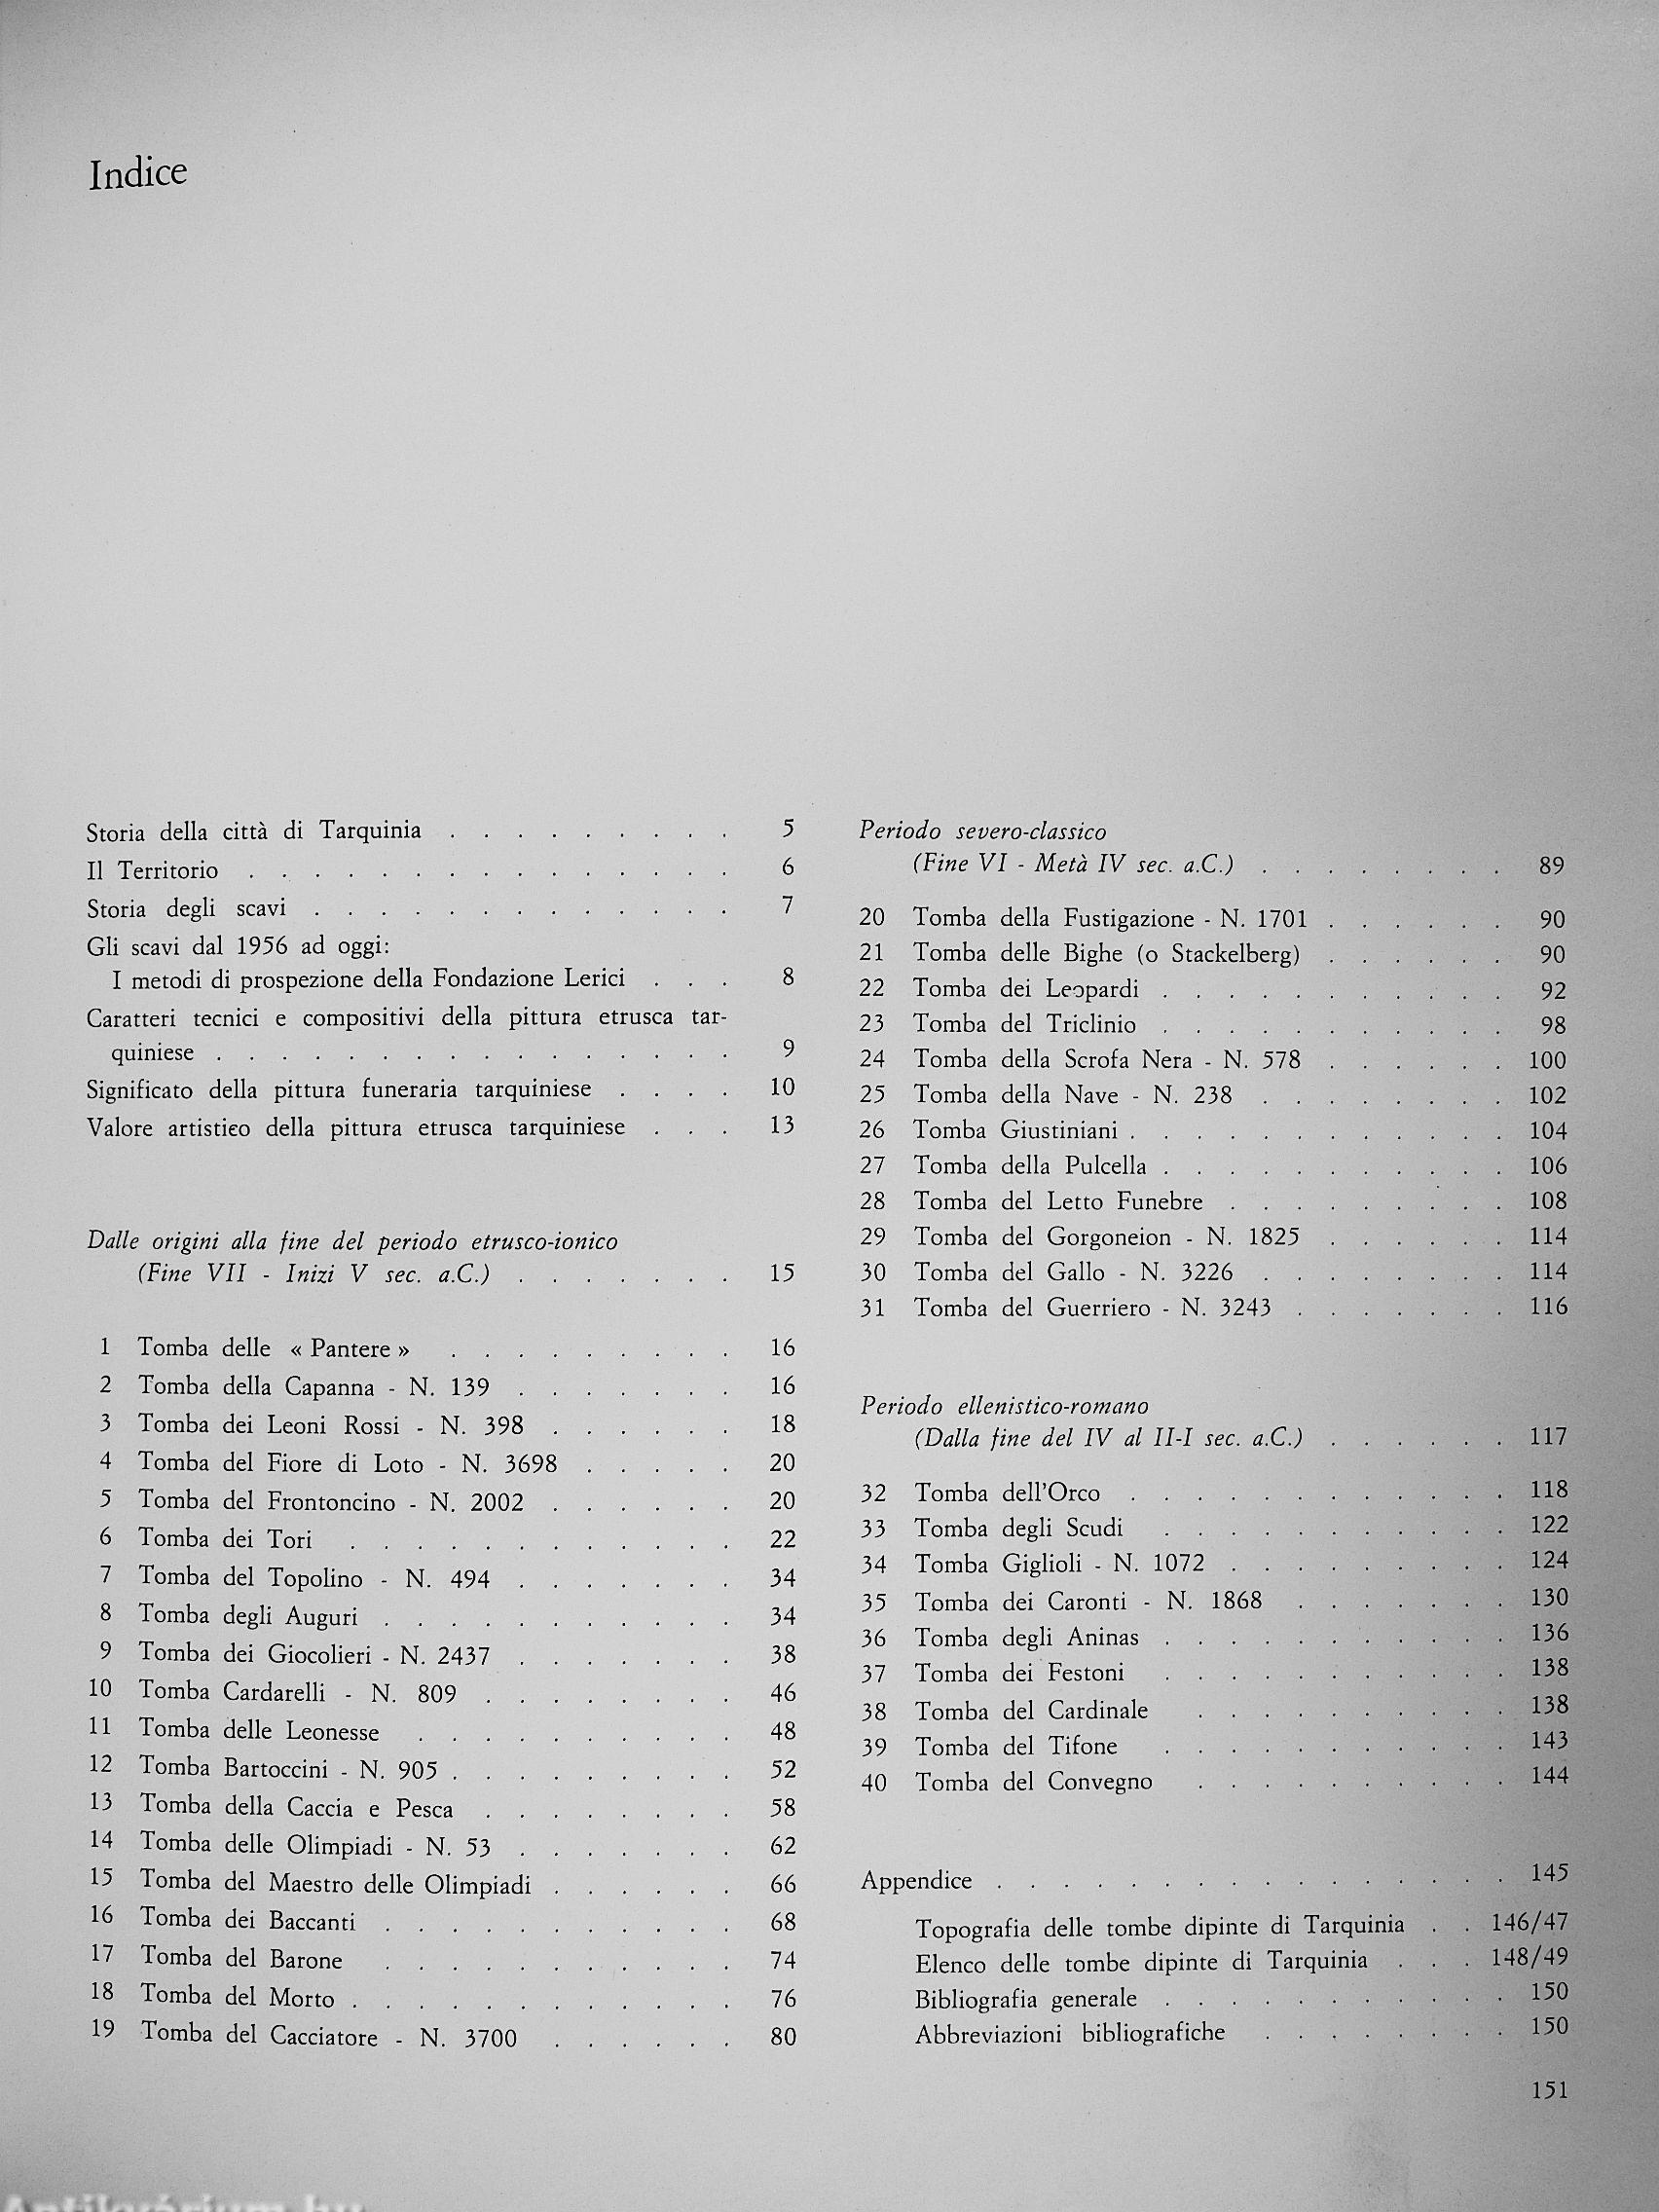 Indice
Storia della città di Tarquinia . . . . . . . . . 5
Il Territorio . . . . . . . . . . . . . . . 6
Storia degli scavi . . . . . . . . . . . . . 7
Gli scavi dal 1956 ad oggi:
I metodi di prospezione della Fondazione Lerici . . . 8
Caratteri tecnici e compositivi della pittura etrusca tar-
quiniese . . . . . . . . . . . . . . . . 9
Significato della pittura funeraria tarquiniese . . . . 10
Valore artistico della pittura etrusca tarquiniese . . . 13
Dalle origini alla fine del periodo etrusco-ionico
(Fine VII - Inizi V sec. a.C.) . . . . . . . 15
1 Tomba delle « Pantere » . . . . . . . . . 16
2 Tomba della Capanna - N. 139 . . . . . . . 16
3 Tomba dei Leoni Rossi - N. 398 . . . . . . 18
4 Tomba del Fiore di Loto - N. 3698 . . . . . 20
5 Tomba del Frontoncino - N. 2002 . . . . . . 20
6 Tomba dei Tori . . . . . . . . . . . . 22
7 Tomba del Topolino - N. 494 . . . . . . . 34
8 Tomba degli Auguri . . . . . . . . . . . 34
9 Tomba dei Giocolieri - N. 2437 . . . . . . . 38
10 Tomba Cardarelli - N. 809 . . . . . . . . 46
11 Tomba delle Leonesse . . . . . . . . . . 48
12 Tomba Bartoccini - N. 905 . . . . . . . . . 52
13 Tomba della Caccia e Pesca . . . . . . . . 58
14 Tomba delle Olimpiadi - N. 53 . . . . . . . 62
15 Tomba del Maestro delle Olimpiadi . . . . . . 66
16 Tomba dei Baccanti . . . . . . . . . . . 68
17 Tomba del Barone . . . . . . . . . . . 74
18 Tomba del Morto . . . . . . . . . . . . 76
19 Tomba del Cacciatore - N. 3700 . . . . . . 80
Periodo severo-classico
(Fine VI - Metà IV sec. a.C.) . . . . . . . . 89
20 Tomba della Fustigazione - N. 1701 . . . . . . 90
21 Tomba delle Bighe (o Stackelberg) . . . . . . 90
22 Tomba dei Leopardi . . . . . . . . . . . 92
23 Tomba del Triclinio . . . . . . . . . . . 98
24 Tomba della Scrofa Nera - N. 578 . . . . . . 100
25 Tomba della Nave - N. 238 . . . . . . . . 102
26 Tomba Giustiniani . . . . . . . . . . . . 104
27 Tomba della Pulcella . . . . . . . . . . . 106
28 Tomba del Letto Funebre . . . . . . . . . 108
29 Tomba del Gorgoneion - N. 1825 . . . . . . 114
30 Tomba del Gallo - N. 3226 . . . . . . . . 114
31 Tomba del Guerriero - N. 3243 . . . . . . . 116
Periodo ellenistico-romano
(Dalla fine del IV al II-I sec. a.C.) . . . . . . 117
32 Tomba dell'Orco . . . . . . . . . . . . 118
33 Tomba degli Scudi . . . . . . . . . . . 122
34 Tomba Giglioli - N. 1072 . . . . . . . . . 124
35 Tomba dei Caronti - N. 1868 . . . . . . . 130
36 Tomba degli Aninas . . . . . . . . . . . 136
37 Tomba dei Festoni . . . . . . . . . . . 138
38 Tomba del Cardinale . . . . . . . . . . 138
39 Tomba del Tifone . . . . . . . . . . . 143
40 Tomba del Convegno . . . . . . . . . . 144
Appendice . . . . . . . . . . . . . . . . 145
Topografia delle tombe dipinte di Tarquinia . . 146/47
Elenco delle tombe dipinte di Tarquinia . . . 148/49
Bibliografia generale . . . . . . . . . . . 150
Abbreviazioni bibliografiche . . . . . . . . 150
151